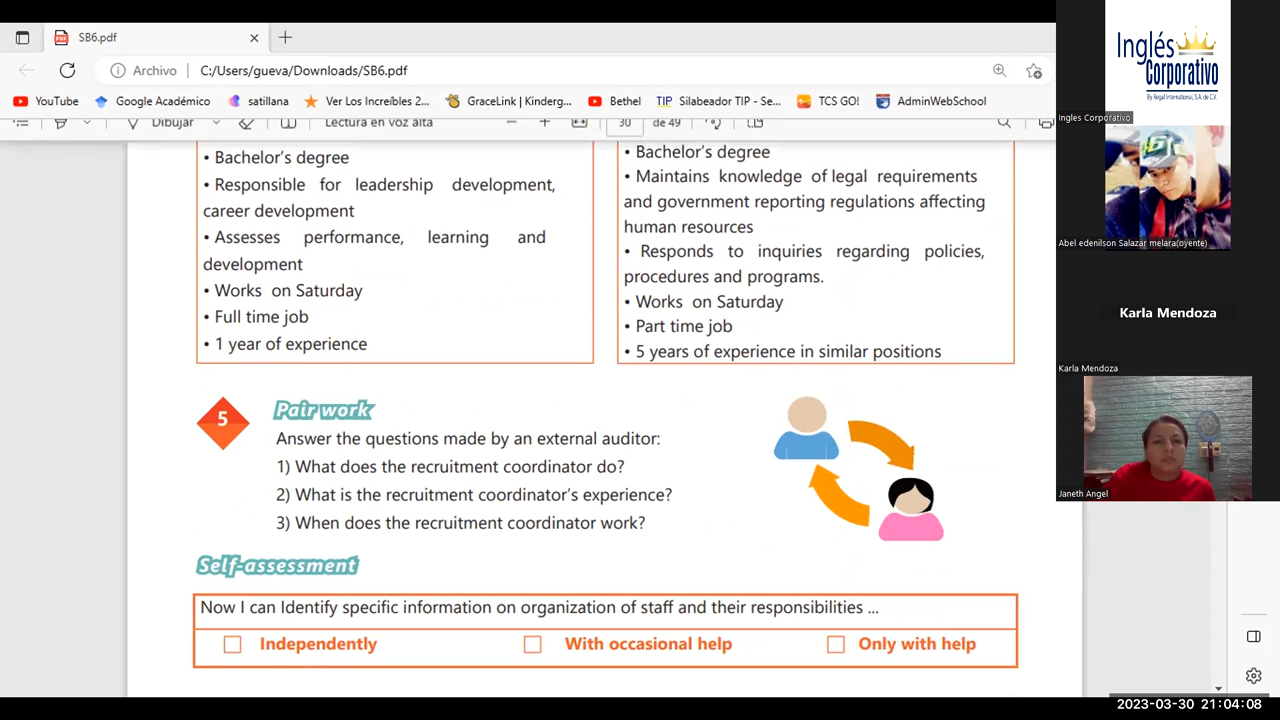 SB6.pdf
Archivo
C:/Users/gueva/Downloads/SB6.pdf
YouTube
Google Académico
satillana
Ver Los Increíbles 2...
GraceLink | Kinderg...
Bethel
TIP
Silabeador TIP - Se...
TCS GO!
AdminWebSchool
Dibujar
Lectura en voz alta
30
de 49
• Bachelor's degree
• Responsible for leadership development,
career development
• Assesses performance, learning and
development
• Works on Saturday
• Full time job
• 1 year of experience
• Bachelor's degree
• Maintains knowledge of legal requirements
and government reporting regulations affecting
human resources
• Responds to inquiries regarding policies,
procedures and programs.
• Works on Saturday
• Part time job
• 5 years of experience in similar positions
5
Pair work
Answer the questions made by an external auditor:
1) What does the recruitment coordinator do?
2) What is the recruitment coordinator's experience?
3) When does the recruitment coordinator work?
Self-assessment
Now I can Identify specific information on organization of staff and their responsibilities ...
Independently
With occasional help
Only with help
Inglés
Corporativo
By Regal International, S.A. de C.V.
Ingles Corporativo
46
Abel edenilson Salazar melara(oyente)
Karla Mendoza
Karla Mendoza
Janeth Angel
2023-03-30 21:04:08